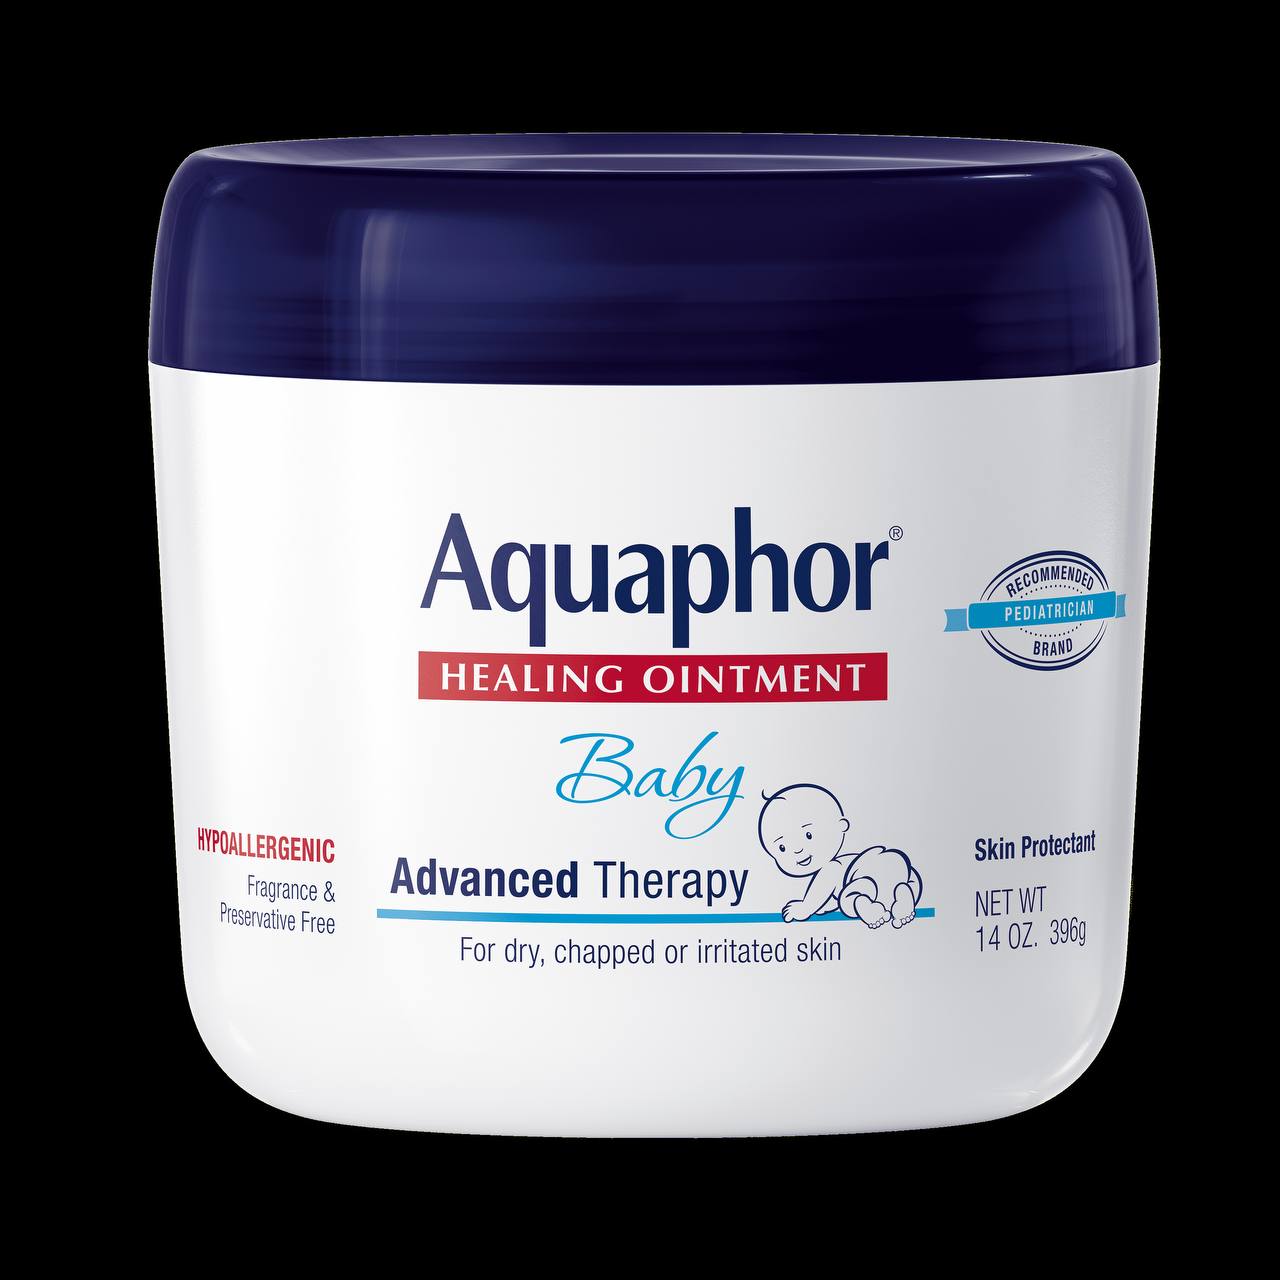 Aquaphor®
HEALING OINTMENT
Baby
Advanced Therapy
For dry, chapped or irritated skin
HYPOALLERGENIC
Fragrance &
Preservative Free
RECOMMENDED
PEDIATRICIAN
BRAND
Skin Protectant
NET WT
14 OZ. 396g